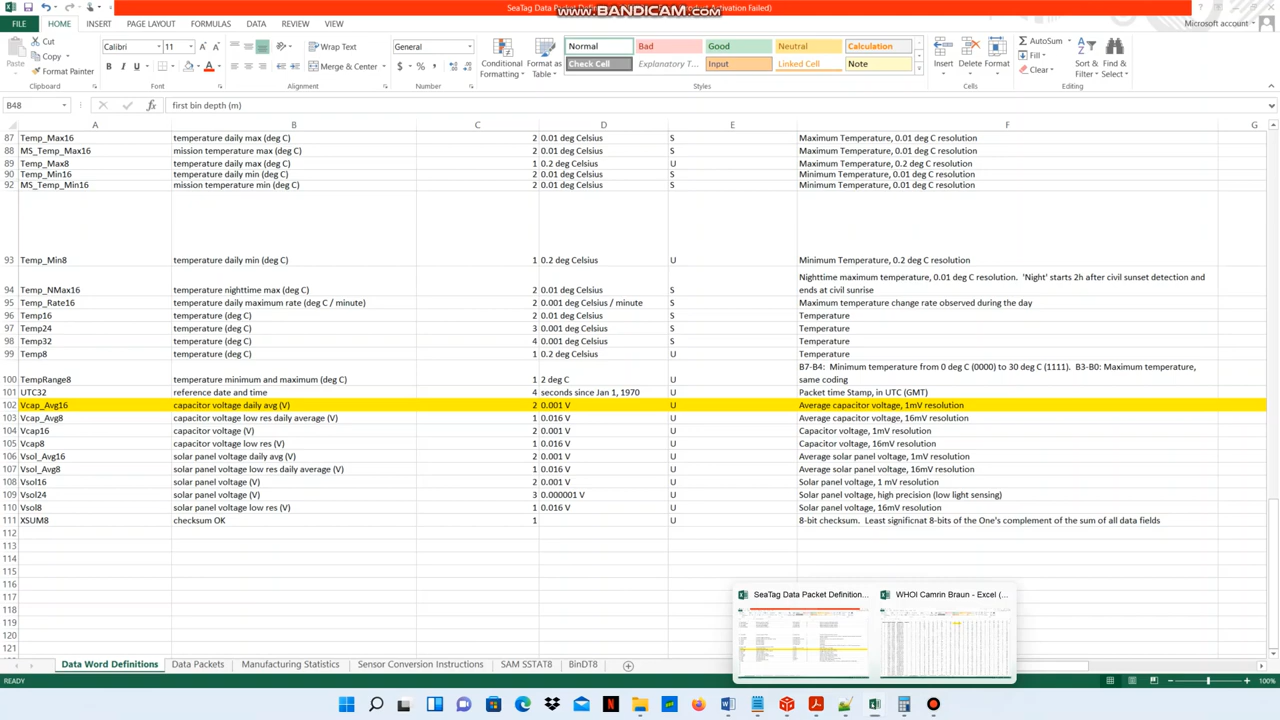 SeaTag Data Packet Defini
www.BANDICAM.com
Activation Failed)
FILE HOME INSERT PAGE LAYOUT FORMULAS DATA REVIEW VIEW
Microsoft account
Cut
Copy
Format Painter
Paste
Clipboard
Calibri 11
B I U
Font
Wrap Text
Merge & Center
Alignment
General
$ % ,
Number
Conditional Formatting
Format as Table
Normal Bad Good Neutral Calculation
Check Cell Explanatory T... Input Linked Cell Note
Styles
Insert Delete Format
Cells
AutoSum
Fill
Clear
Sort & Filter
Find & Select
Editing
B48 fx first bin depth (m)
A B C D E F G
87 Temp_Max16 temperature daily max (deg C) 2 0.01 deg Celsius S Maximum Temperature, 0.01 deg C resolution
88 MS_Temp_Max16 mission temperature max (deg C) 2 0.01 deg Celsius S Maximum Temperature, 0.01 deg C resolution
89 Temp_Max8 temperature daily max (deg C) 1 0.2 deg Celsius U Maximum Temperature, 0.2 deg C resolution
90 Temp_Min16 temperature daily min (deg C) 2 0.01 deg Celsius S Minimum Temperature, 0.01 deg C resolution
92 MS_Temp_Min16 mission temperature min (deg C) 2 0.01 deg Celsius S Minimum Temperature, 0.01 deg C resolution
93 Temp_Min8 temperature daily min (deg C) 1 0.2 deg Celsius U Minimum Temperature, 0.2 deg C resolution
Nighttime maximum temperature, 0.01 deg C resolution. 'Night' starts 2h after civil sunset detection and
94 Temp_NMax16 temperature nighttime max (deg C) 2 0.01 deg Celsius S ends at civil sunrise
95 Temp_Rate16 temperature daily maximum rate (deg C / minute) 2 0.001 deg Celsius / minute S Maximum temperature change rate observed during the day
96 Temp16 temperature (deg C) 2 0.01 deg Celsius S Temperature
97 Temp24 temperature (deg C) 3 0.001 deg Celsius S Temperature
98 Temp32 temperature (deg C) 4 0.001 deg Celsius S Temperature
99 Temp8 temperature (deg C) 1 0.2 deg Celsius U Temperature
B7-B4: Minimum temperature from 0 deg C (0000) to 30 deg C (1111). B3-B0: Maximum temperature,
100 TempRange8 temperature minimum and maximum (deg C) 1 2 deg C U same coding
101 UTC32 reference date and time 4 seconds since Jan 1, 1970 U Packet time Stamp, in UTC (GMT)
102 Vcap_Avg16 capacitor voltage daily avg (V) 2 0.001 V U Average capacitor voltage, 1mV resolution
103 Vcap_Avg8 capacitor voltage low res daily average (V) 1 0.016 V U Average capacitor voltage, 16mV resolution
104 Vcap16 capacitor voltage (V) 2 0.001 V U Capacitor voltage, 1mV resolution
105 Vcap8 capacitor voltage low res (V) 1 0.016 V U Capacitor voltage, 16mV resolution
106 Vsol_Avg16 solar panel voltage daily avg (V) 2 0.001 V U Average solar panel voltage, 1mV resolution
107 Vsol_Avg8 solar panel voltage low res daily average (V) 1 0.016 V U Average solar panel voltage, 16mV resolution
108 Vsol16 solar panel voltage (V) 2 0.001 V U Solar panel voltage, 1 mV resolution
109 Vsol24 solar panel voltage (V) 3 0.000001 V U Solar panel voltage, high precision (low light sensing)
110 Vsol8 solar panel voltage low res (V) 1 0.016 V U Solar panel voltage, 16mV resolution
111 XSUM8 checksum OK 1 U 8-bit checksum. Least significnat 8-bits of the One's complement of the sum of all data fields
112
113
114
115
116
117
118
119
120
121
SeaTag Data Packet Definition... WHOI Camrin Braun - Excel (...
Data Word Definitions Data Packets Manufacturing Statistics Sensor Conversion Instructions SAM SSTAT8 BinDT8
READY 100%